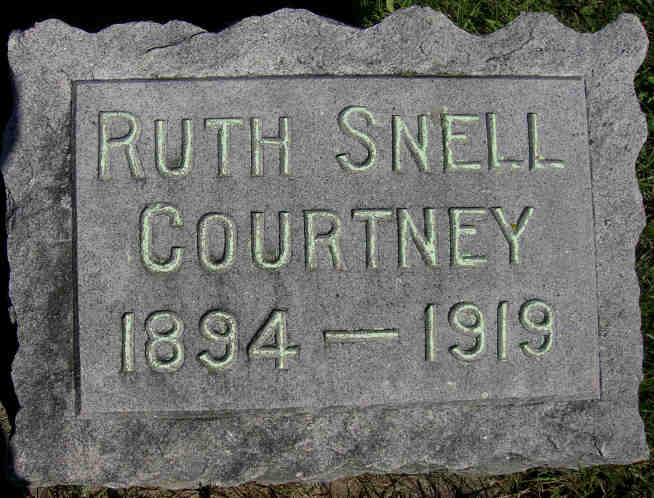 RUTH SNELL
COURTNEY
1894 — 1919